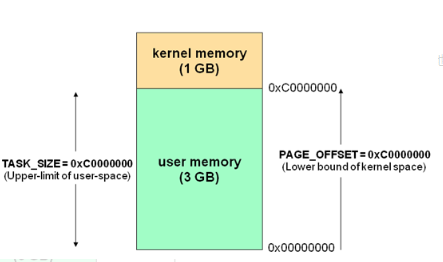 kernel memory
(1 GB)
0xC0000000
TASK_SIZE = 0xC0000000
(Upper-limit of user-space)
user memory
(3 GB)
PAGE_OFFSET = 0xC0000000
(Lower bound of kernel space)
0x00000000